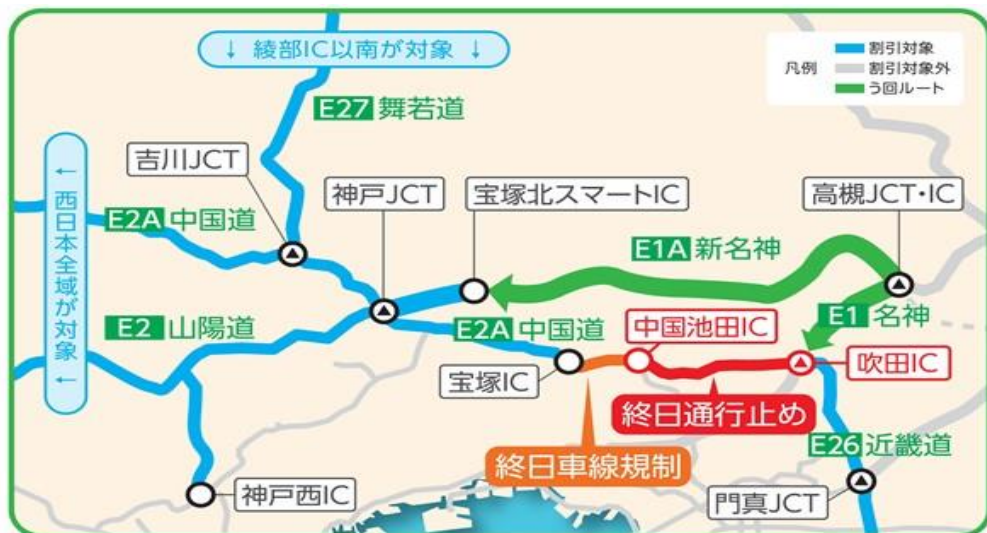 ↓ 綾部IC以南が対象 ↓
凡例
割引対象
割引対象外
う回ルート
E27 舞若道
吉川JCT
神戸JCT
宝塚北スマートIC
高槻JCT・IC
← 西日本全域が対象 ←
E2A 中国道
E1A 新名神
E2 山陽道
E2A 中国道
中国池田IC
E1 名神
宝塚IC
吹田IC
終日通行止め
終日車線規制
E26 近畿道
神戸西IC
門真JCT